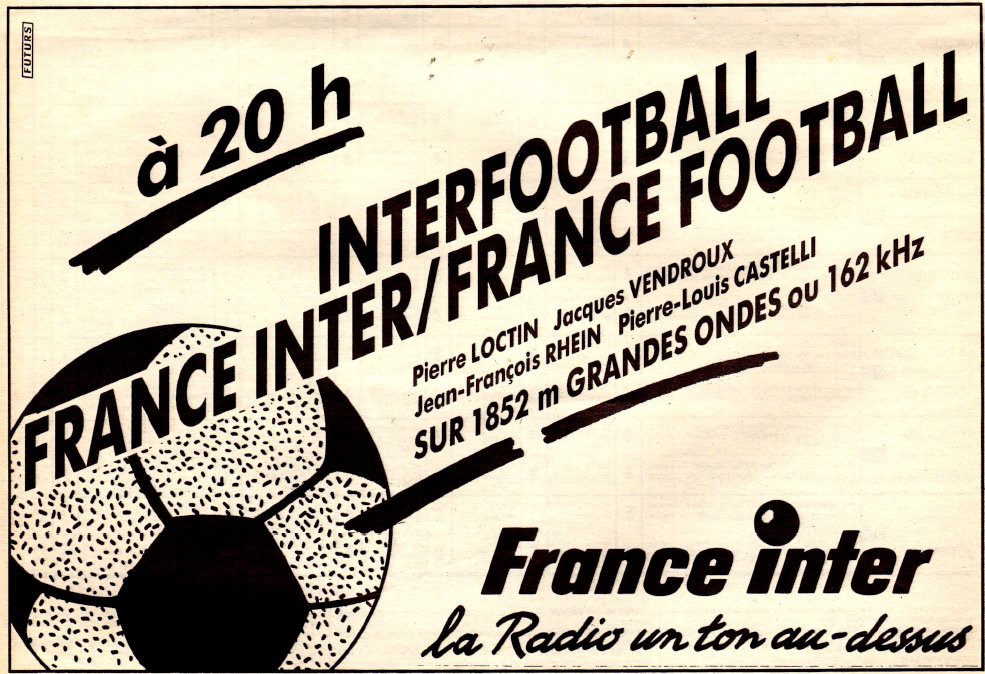 FUTURS
à 20 h
INTERFOOTBALL
FRANCE INTER/FRANCE FOOTBALL
Pierre LOCTIN Jacques VENDROUX
Jean-François RHEIN Pierre-Louis CASTELLI
SUR 1852 m GRANDES ONDES ou 162 kHz
France inter
la Radio un ton au-dessus